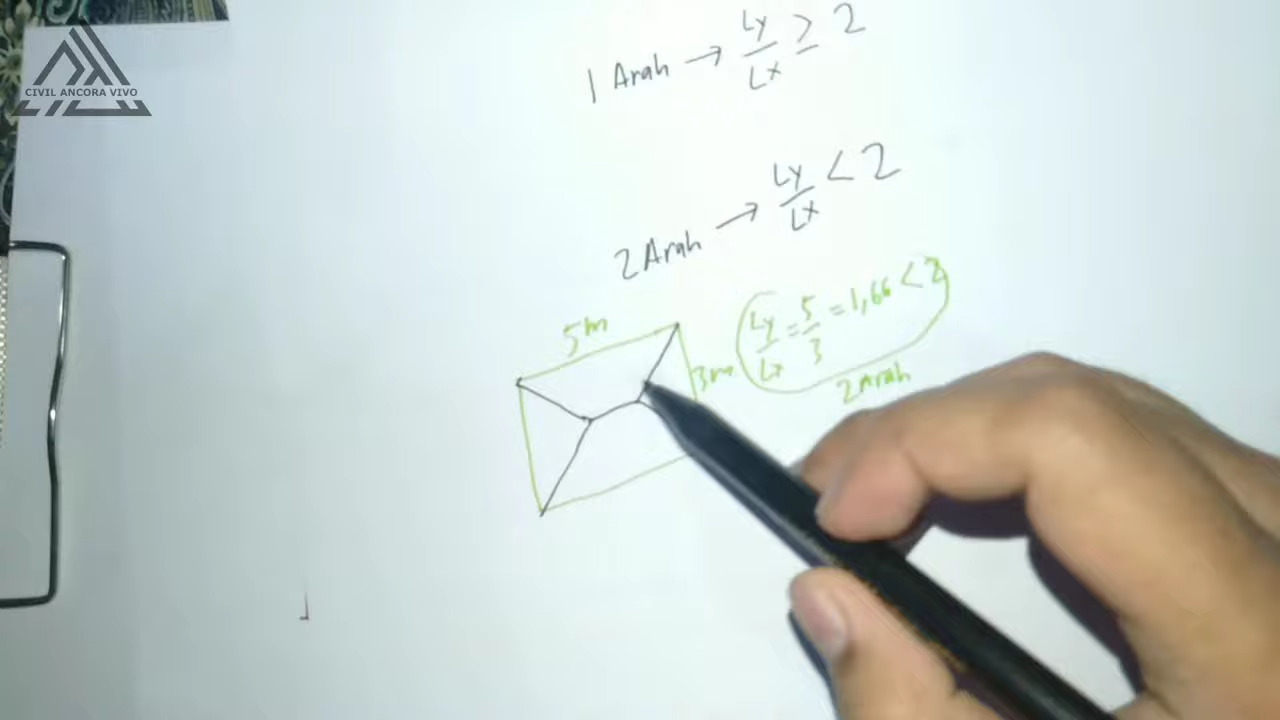 CIVIL ANCORA VIVO
1 Arah → Ly/Lx ≥ 2
2 Arah → Ly/Lx < 2
5m
3m
Ly/Lx = 5/3 = 1,66 < 2
2 Arah